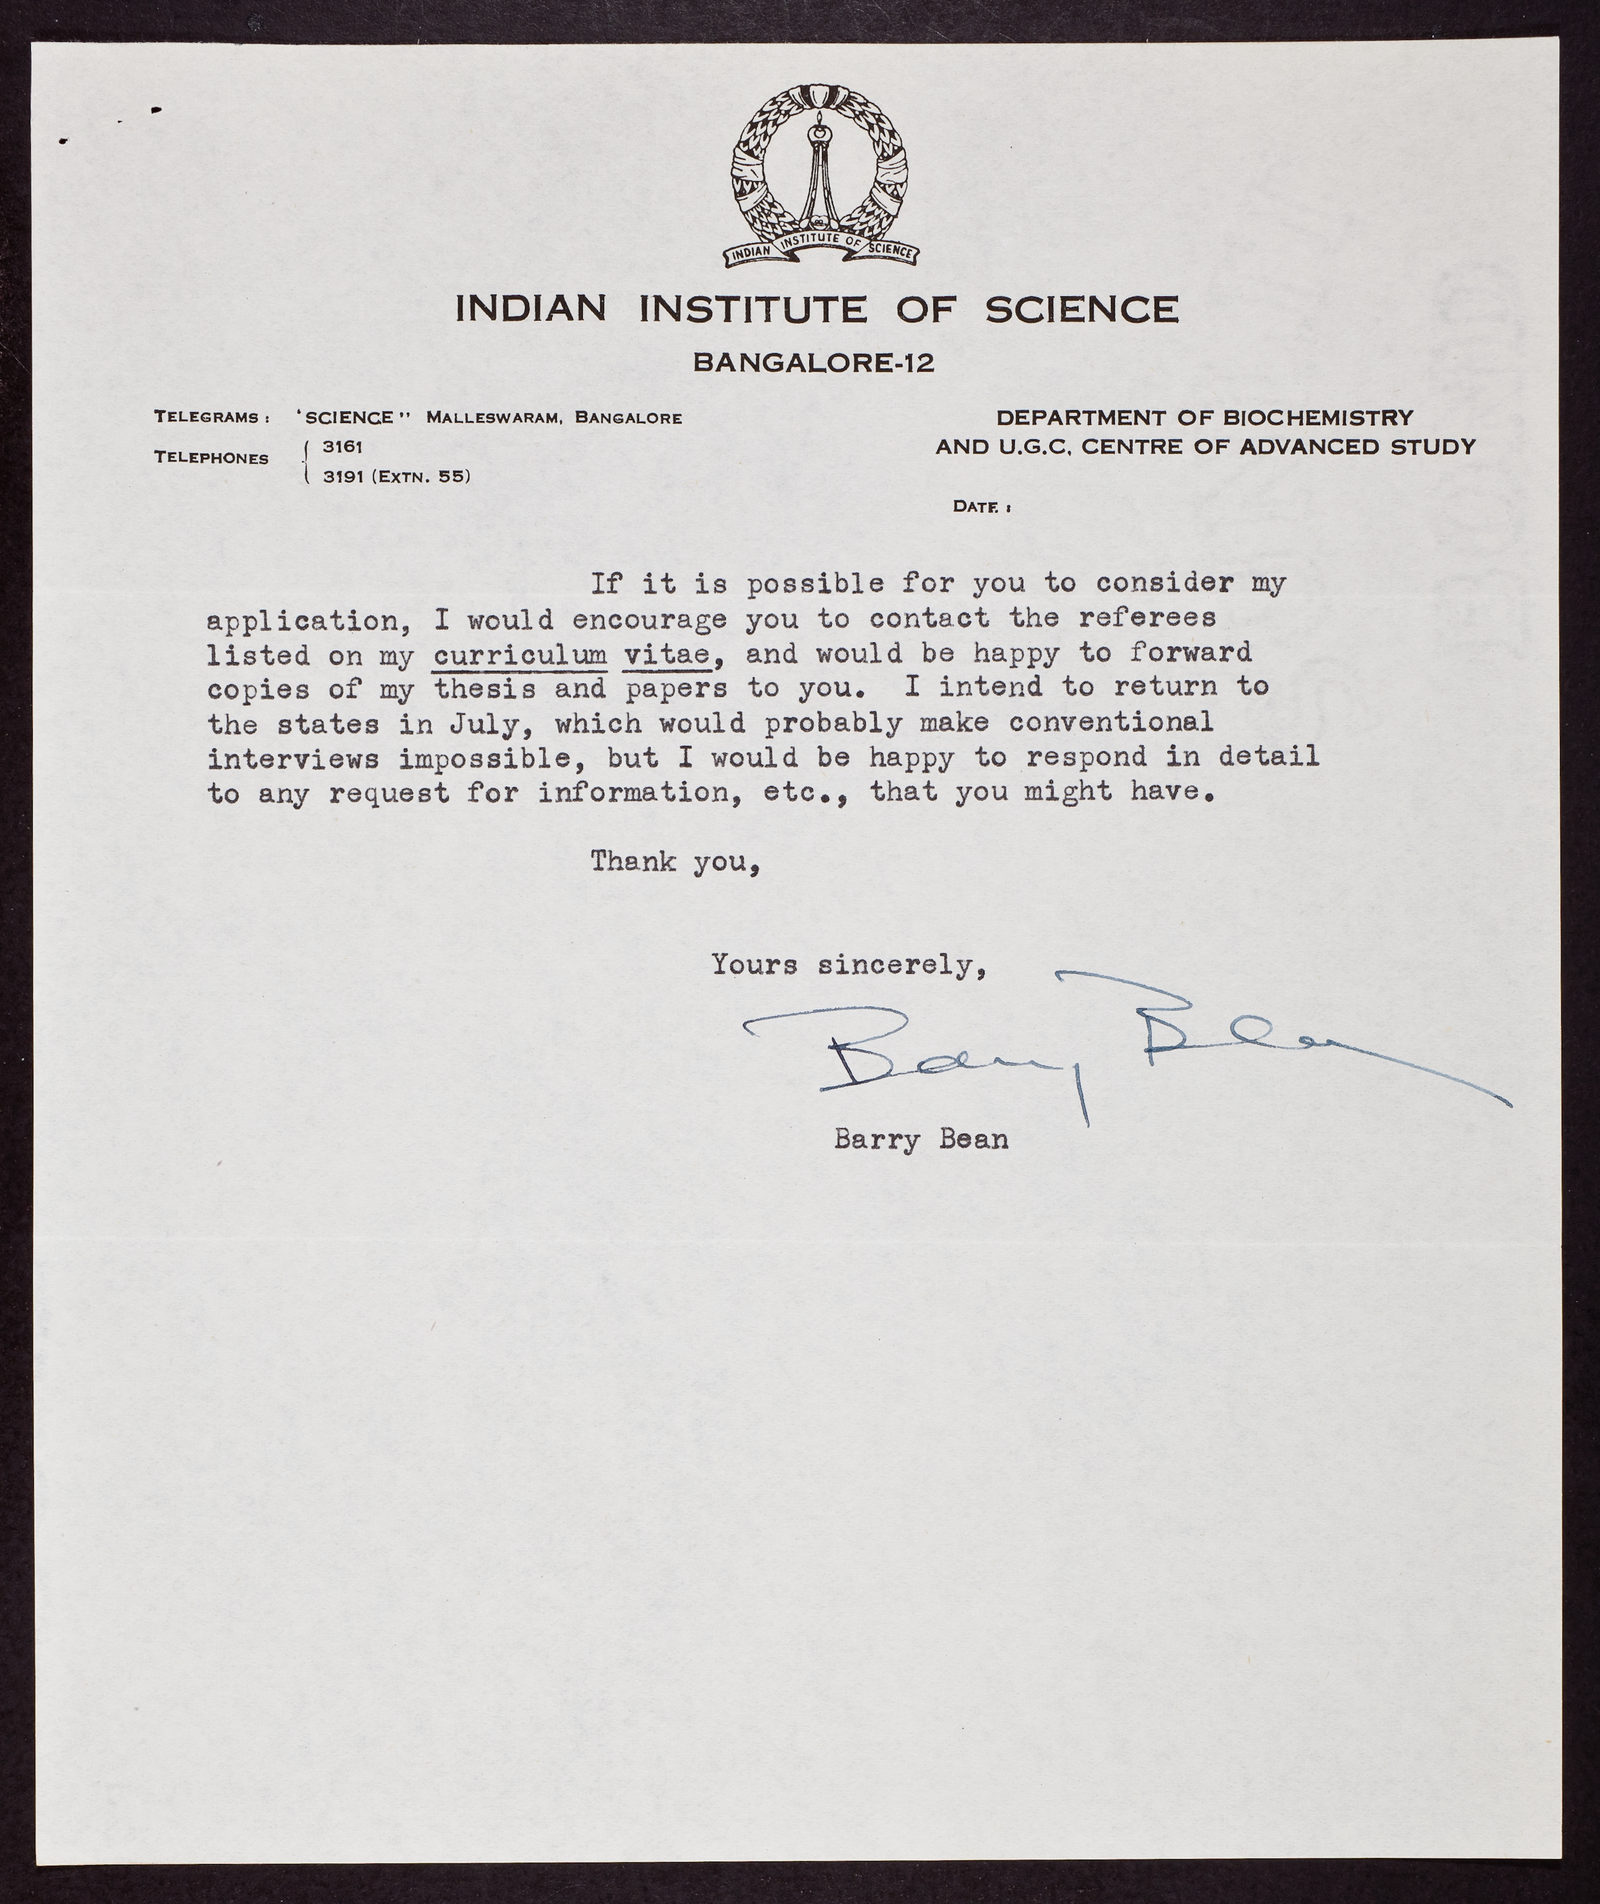 INDIAN INSTITUTE OF SCIENCE
INDIAN INSTITUTE OF SCIENCE
BANGALORE-12
TELEGRAMS : ‘SCIENCE’’ MALLESWARAM, BANGALORE
TELEPHONES { 3161
3191 (EXTN. 55)
DEPARTMENT OF BIOCHEMISTRY
AND U.G.C. CENTRE OF ADVANCED STUDY
DATE :
If it is possible for you to consider my
application, I would encourage you to contact the referees
listed on my curriculum vitae, and would be happy to forward
copies of my thesis and papers to you. I intend to return to
the states in July, which would probably make conventional
interviews impossible, but I would be happy to respond in detail
to any request for information, etc., that you might have.
Thank you,
Yours sincerely,
Barry Bean
Barry Bean